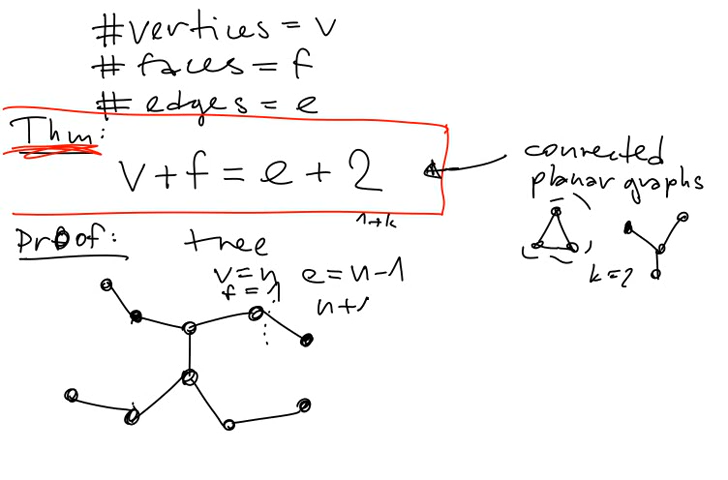 #vertices = v
# faces = f
# edges = e
Thm:
v + f = e + 2
1+k
connected
planar graphs
k=2
Proof:
tree
v=n e=n-1
f=1
n+1